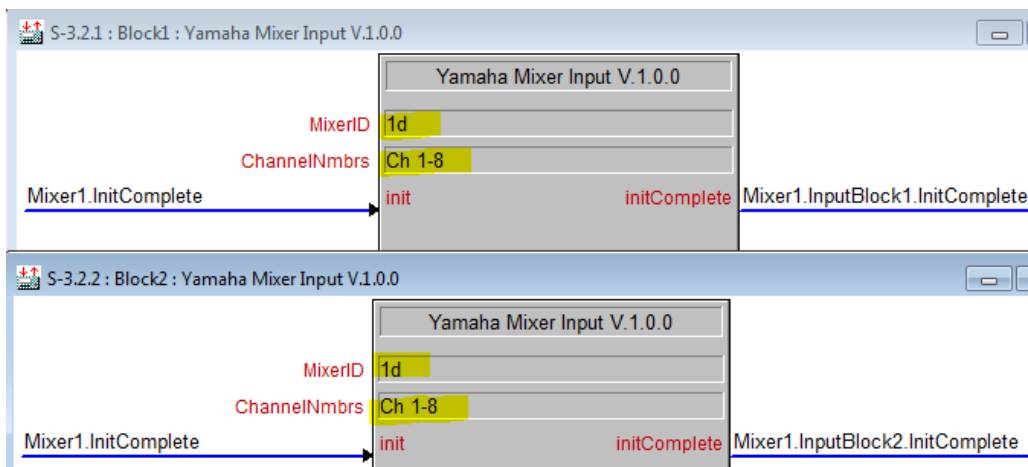 S-3.2.1 : Block1 : Yamaha Mixer Input V.1.0.0
Yamaha Mixer Input V.1.0.0
MixerID 1d
ChannelNmbrs Ch 1-8
Mixer1.InitComplete init initComplete Mixer1.InputBlock1.InitComplete
S-3.2.2 : Block2 : Yamaha Mixer Input V.1.0.0
Yamaha Mixer Input V.1.0.0
MixerID 1d
ChannelNmbrs Ch 1-8
Mixer1.InitComplete init initComplete Mixer1.InputBlock2.InitComplete